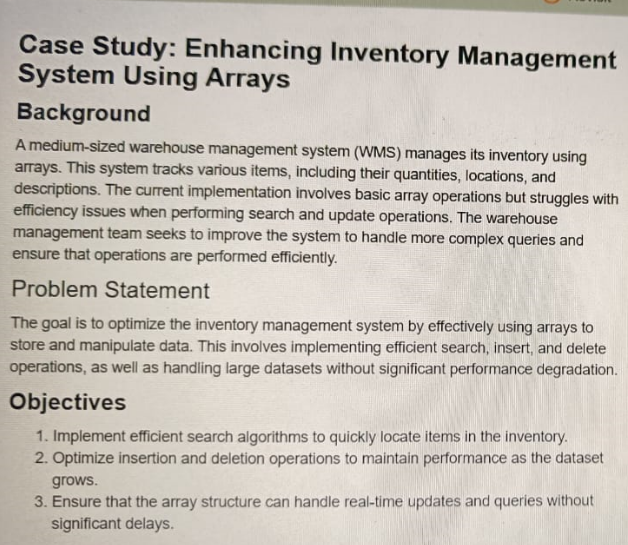 Case Study: Enhancing Inventory Management
System Using Arrays
Background
A medium-sized warehouse management system (WMS) manages its inventory using
arrays. This system tracks various items, including their quantities, locations, and
descriptions. The current implementation involves basic array operations but struggles with
efficiency issues when performing search and update operations. The warehouse
management team seeks to improve the system to handle more complex queries and
ensure that operations are performed efficiently.
Problem Statement
The goal is to optimize the inventory management system by effectively using arrays to
store and manipulate data. This involves implementing efficient search, insert, and delete
operations, as well as handling large datasets without significant performance degradation.
Objectives
1. Implement efficient search algorithms to quickly locate items in the inventory.
2. Optimize insertion and deletion operations to maintain performance as the dataset
grows.
3. Ensure that the array structure can handle real-time updates and queries without
significant delays.